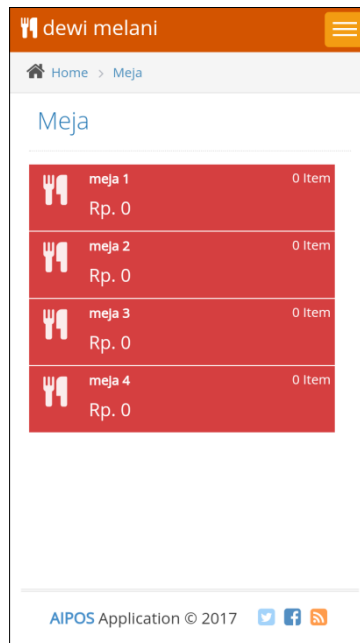 dewi melani
Home > Meja
Meja
meja 1 0 Item
Rp. 0
meja 2 0 Item
Rp. 0
meja 3 0 Item
Rp. 0
meja 4 0 Item
Rp. 0
AIPOS Application © 2017